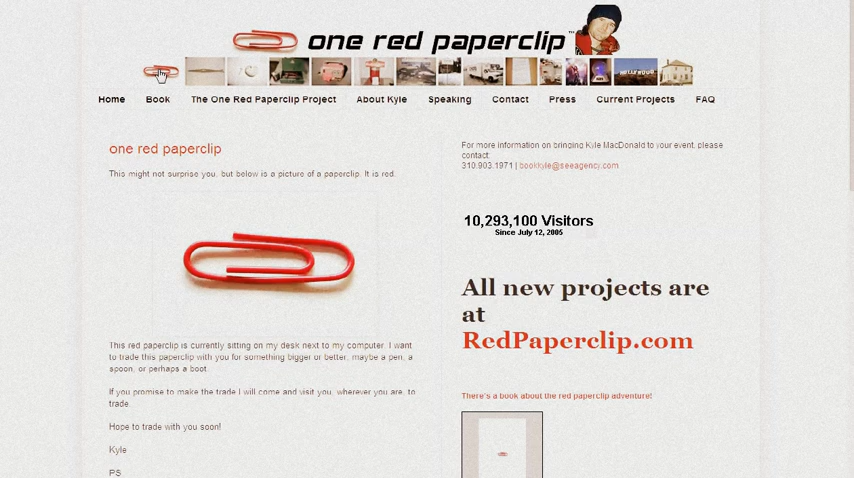 one red paperclip™
HOLLYWOOD
Home Book The One Red Paperclip Project About Kyle Speaking Contact Press Current Projects FAQ
one red paperclip
This might not surprise you, but below is a picture of a paperclip. It is red.
This red paperclip is currently sitting on my desk next to my computer. I want
to trade this paperclip with you for something bigger or better, maybe a pen, a
spoon, or perhaps a boot.
If you promise to make the trade I will come and visit you, wherever you are, to
trade.
Hope to trade with you soon!
Kyle
PS
For more information on bringing Kyle MacDonald to your event, please
contact:
310.903.1971 | bookkyle@seeagency.com
10,293,100 Visitors
Since July 12, 2005
All new projects are
at
RedPaperclip.com
There's a book about the red paperclip adventure!